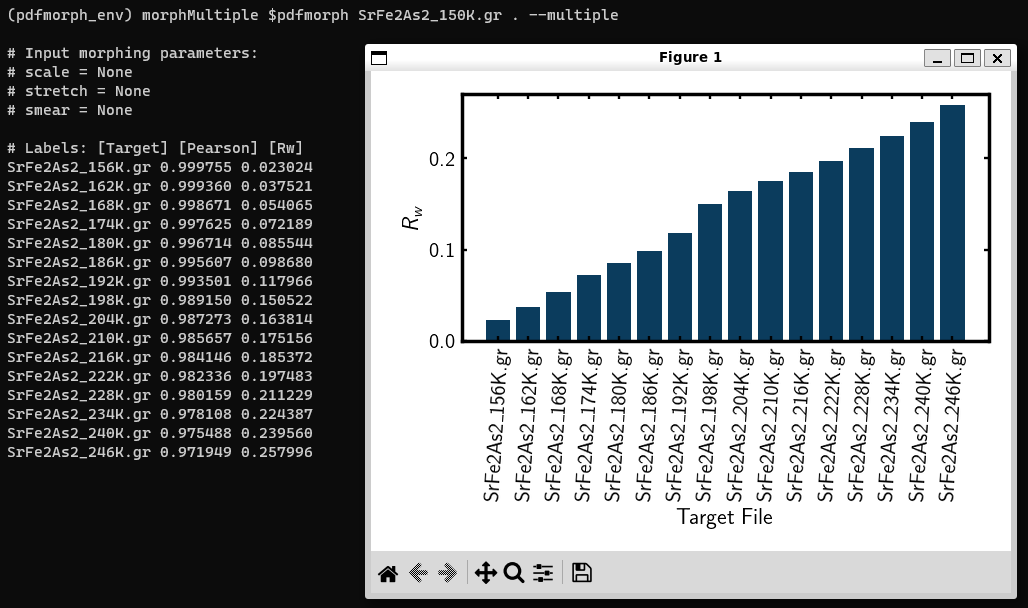 (pdfmorph_env) morphMultiple $pdfmorph SrFe2As2_150K.gr . --multiple
# Input morphing parameters:
# scale = None
# stretch = None
# smear = None
# Labels: [Target] [Pearson] [Rw]
SrFe2As2_156K.gr 0.999755 0.023024
SrFe2As2_162K.gr 0.999360 0.037521
SrFe2As2_168K.gr 0.998671 0.054065
SrFe2As2_174K.gr 0.997625 0.072189
SrFe2As2_180K.gr 0.996714 0.085544
SrFe2As2_186K.gr 0.995607 0.098680
SrFe2As2_192K.gr 0.993501 0.117966
SrFe2As2_198K.gr 0.989150 0.150522
SrFe2As2_204K.gr 0.987273 0.163814
SrFe2As2_210K.gr 0.985657 0.175156
SrFe2As2_216K.gr 0.984146 0.185372
SrFe2As2_222K.gr 0.982336 0.197483
SrFe2As2_228K.gr 0.980159 0.211229
SrFe2As2_234K.gr 0.978108 0.224387
SrFe2As2_240K.gr 0.975488 0.239560
SrFe2As2_246K.gr 0.971949 0.257996
Figure 1
0.2
0.1
0.0
Rw
SrFe2As2_156K.gr
SrFe2As2_162K.gr
SrFe2As2_168K.gr
SrFe2As2_174K.gr
SrFe2As2_180K.gr
SrFe2As2_186K.gr
SrFe2As2_192K.gr
SrFe2As2_198K.gr
SrFe2As2_204K.gr
SrFe2As2_210K.gr
SrFe2As2_216K.gr
SrFe2As2_222K.gr
SrFe2As2_228K.gr
SrFe2As2_234K.gr
SrFe2As2_240K.gr
SrFe2As2_246K.gr
Target File